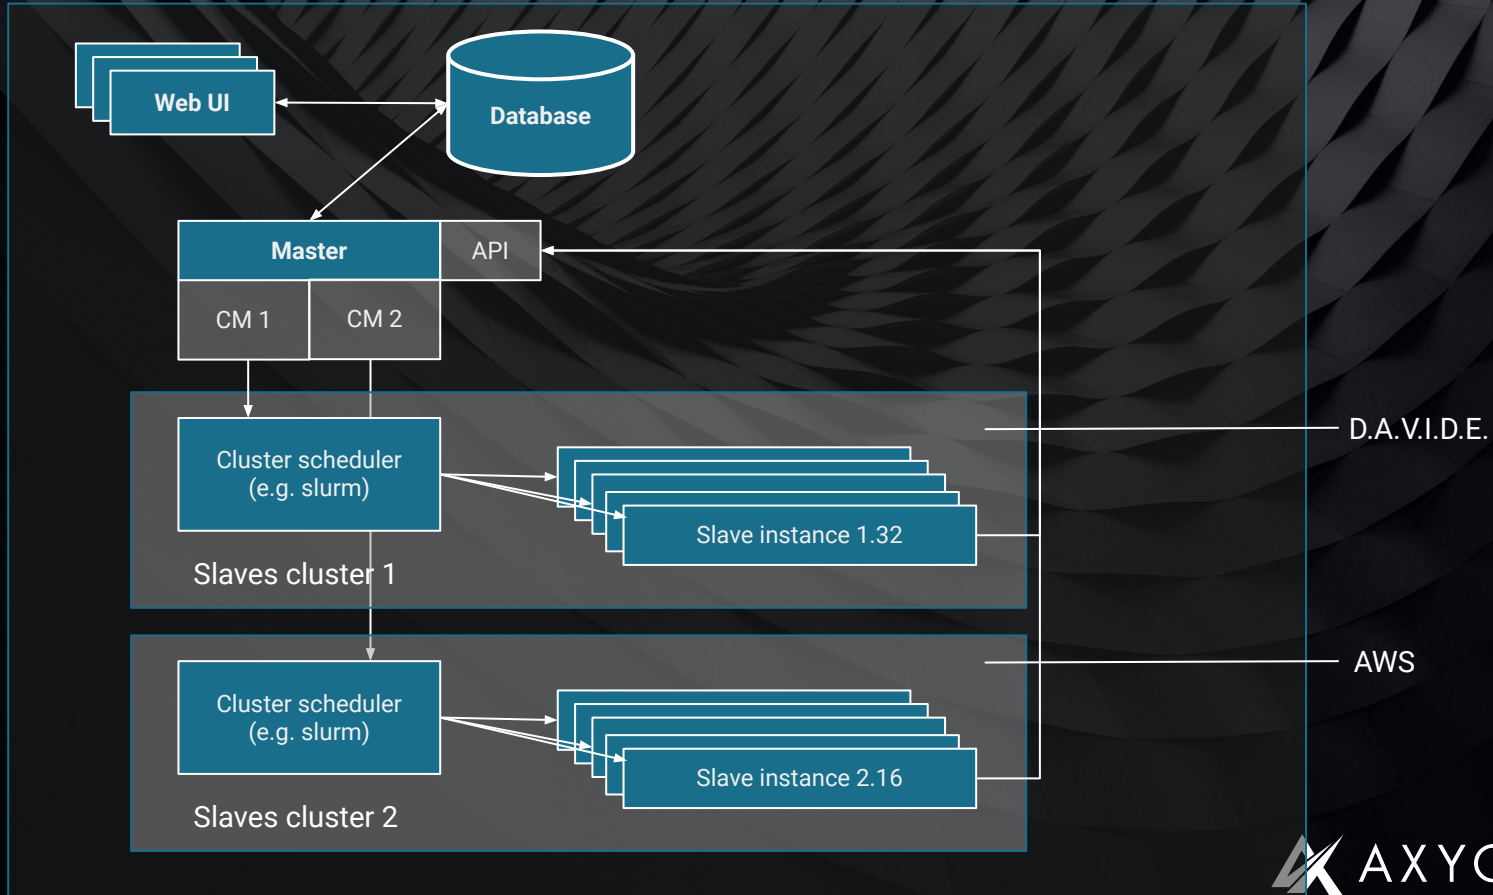 Web UI
Database
Master
API
CM 1
CM 2
D.A.V.I.D.E.
Cluster scheduler
(e.g. slurm)
Slave instance 1.32
Slaves cluster 1
AWS
Cluster scheduler
(e.g. slurm)
Slave instance 2.16
Slaves cluster 2